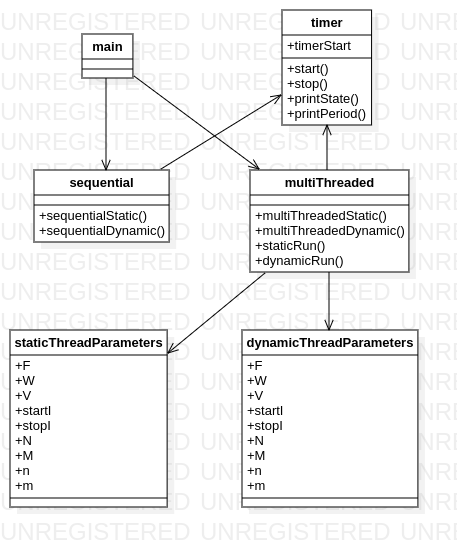 main
timer
+timerStart
+start()
+stop()
+printState()
+printPeriod()
sequential
+sequentialStatic()
+sequentialDynamic()
multiThreaded
+multiThreadedStatic()
+multiThreadedDynamic()
+staticRun()
+dynamicRun()
staticThreadParameters
+F
+W
+V
+startI
+stopI
+N
+M
+n
+m
dynamicThreadParameters
+F
+W
+V
+startI
+stopI
+N
+M
+n
+m
UNREGISTERED